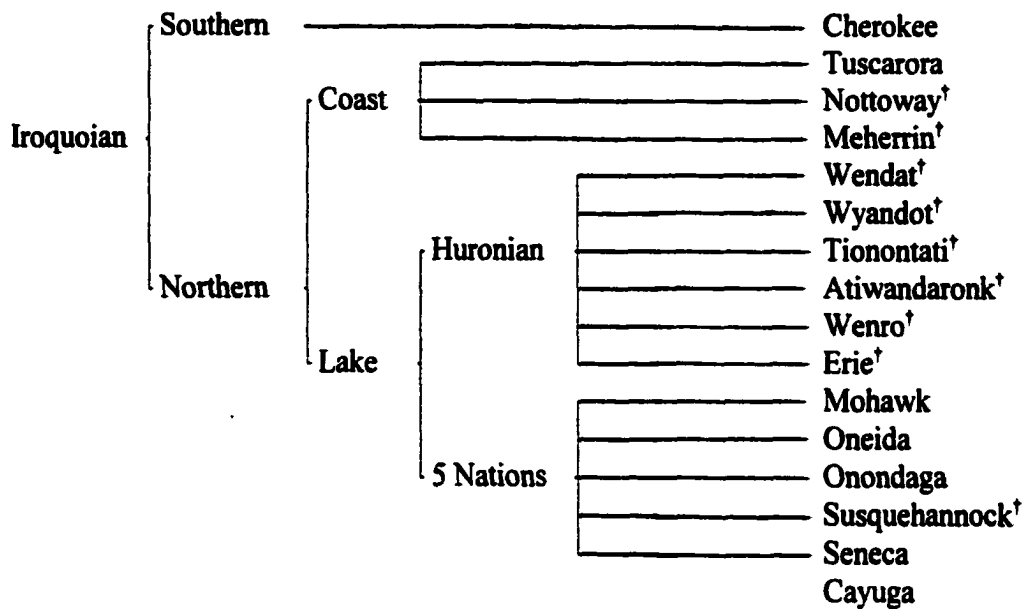 Southern Cherokee
Tuscarora
Coast Nottoway†
Iroquoian Meherrin†
Wendat†
Wyandot†
Huronian Tionontati†
Northern Atiwandaronk†
Wenro†
Lake Erie†
Mohawk
Oneida
5 Nations Onondaga
Susquehannock†
Seneca
Cayuga